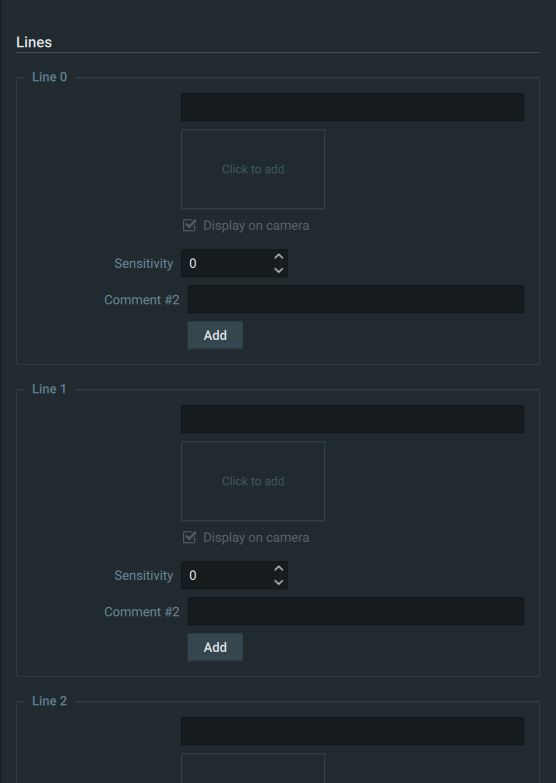 Lines
Line 0
Click to add
Display on camera
Sensitivity 0
Comment #2
Add
Line 1
Click to add
Display on camera
Sensitivity 0
Comment #2
Add
Line 2